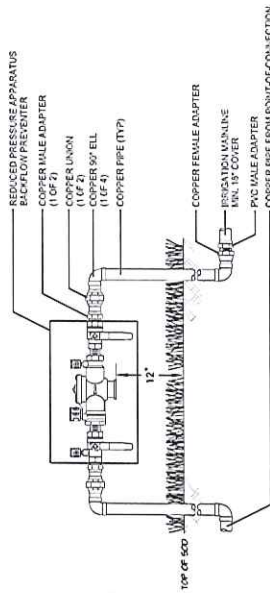 REDUCED PRESSURE APPARATUS
BACKFLOW PREVENTER
COPPER MALE ADAPTER
(1 OF 2)
COPPER UNION
(1 OF 2)
COPPER 90° ELL
(1 OF 4)
COPPER PIPE (TYP)
12"
TOP OF SOD
COPPER FEMALE ADAPTER
IRRIGATION MAINLINE
MIN. 18" COVER
PVC MALE ADAPTER
COPPER PIPE FROM POINT-OF-CONNECTION